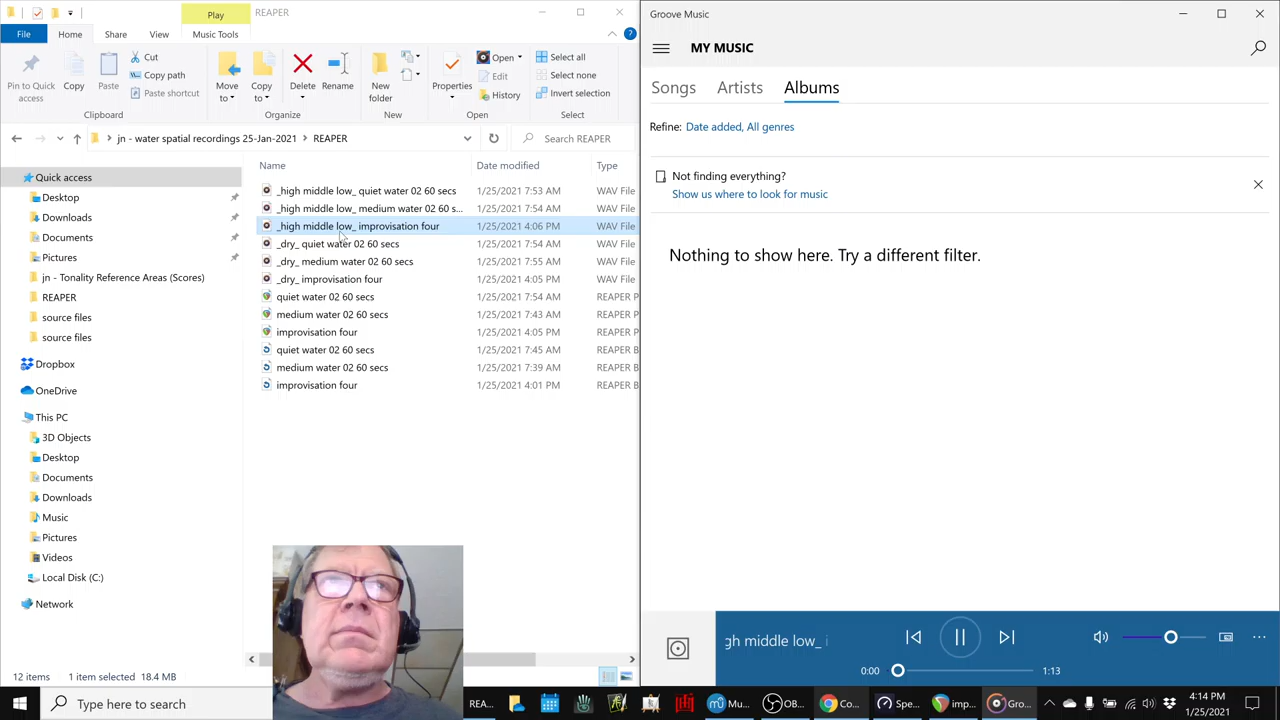 Play
REAPER
File
Home
Share
View
Music Tools
Pin to Quick access
Copy
Paste
Cut
Copy path
Paste shortcut
Clipboard
Move to
Copy to
Delete
Rename
Organize
New folder
New
Properties
Open
Edit
History
Open
Select all
Select none
Invert selection
Select
jn - water spatial recordings 25-Jan-2021
REAPER
Search REAPER
Quick access
Desktop
Downloads
Documents
Pictures
jn - Tonality Reference Areas (Scores)
REAPER
source files
source files
Dropbox
OneDrive
This PC
3D Objects
Desktop
Documents
Downloads
Music
Pictures
Videos
Local Disk (C:)
Network
Name Date modified Type
_high middle low_ quiet water 02 60 secs 1/25/2021 7:53 AM WAV File
_high middle low_ medium water 02 60 s... 1/25/2021 7:54 AM WAV File
_high middle low_ improvisation four 1/25/2021 4:06 PM WAV File
_dry_ quiet water 02 60 secs 1/25/2021 7:54 AM WAV File
_dry_ medium water 02 60 secs 1/25/2021 7:55 AM WAV File
_dry_ improvisation four 1/25/2021 4:05 PM WAV File
quiet water 02 60 secs 1/25/2021 7:54 AM REAPER P
medium water 02 60 secs 1/25/2021 7:43 AM REAPER P
improvisation four 1/25/2021 4:05 PM REAPER P
quiet water 02 60 secs 1/25/2021 7:45 AM REAPER B
medium water 02 60 secs 1/25/2021 7:39 AM REAPER B
improvisation four 1/25/2021 4:01 PM REAPER B
12 items 1 item selected 18.4 MB
Groove Music
MY MUSIC
Songs Artists Albums
Refine: Date added, All genres
Not finding everything?
Show us where to look for music
Nothing to show here. Try a different filter.
gh middle low_ i
0:00
1:13
Type here to search
REA...
Mu...
OB...
Co...
Spe...
imp...
Gro...
4:14 PM
1/25/2021